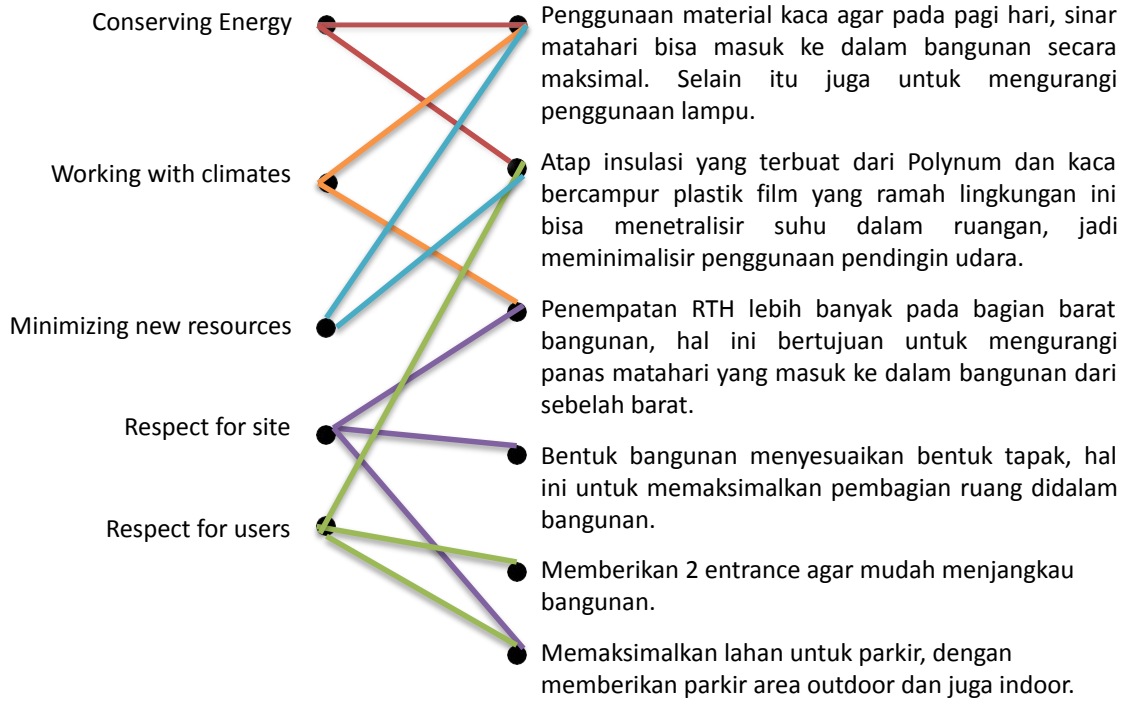 Conserving Energy
Working with climates
Minimizing new resources
Respect for site
Respect for users
Penggunaan material kaca agar pada pagi hari, sinar
matahari bisa masuk ke dalam bangunan secara
maksimal. Selain itu juga untuk mengurangi
penggunaan lampu.
Atap insulasi yang terbuat dari Polynum dan kaca
bercampur plastik film yang ramah lingkungan ini
bisa menetralisir suhu dalam ruangan, jadi
meminimalisir penggunaan pendingin udara.
Penempatan RTH lebih banyak pada bagian barat
bangunan, hal ini bertujuan untuk mengurangi
panas matahari yang masuk ke dalam bangunan dari
sebelah barat.
Bentuk bangunan menyesuaikan bentuk tapak, hal
ini untuk memaksimalkan pembagian ruang didalam
bangunan.
Memberikan 2 entrance agar mudah menjangkau
bangunan.
Memaksimalkan lahan untuk parkir, dengan
memberikan parkir area outdoor dan juga indoor.